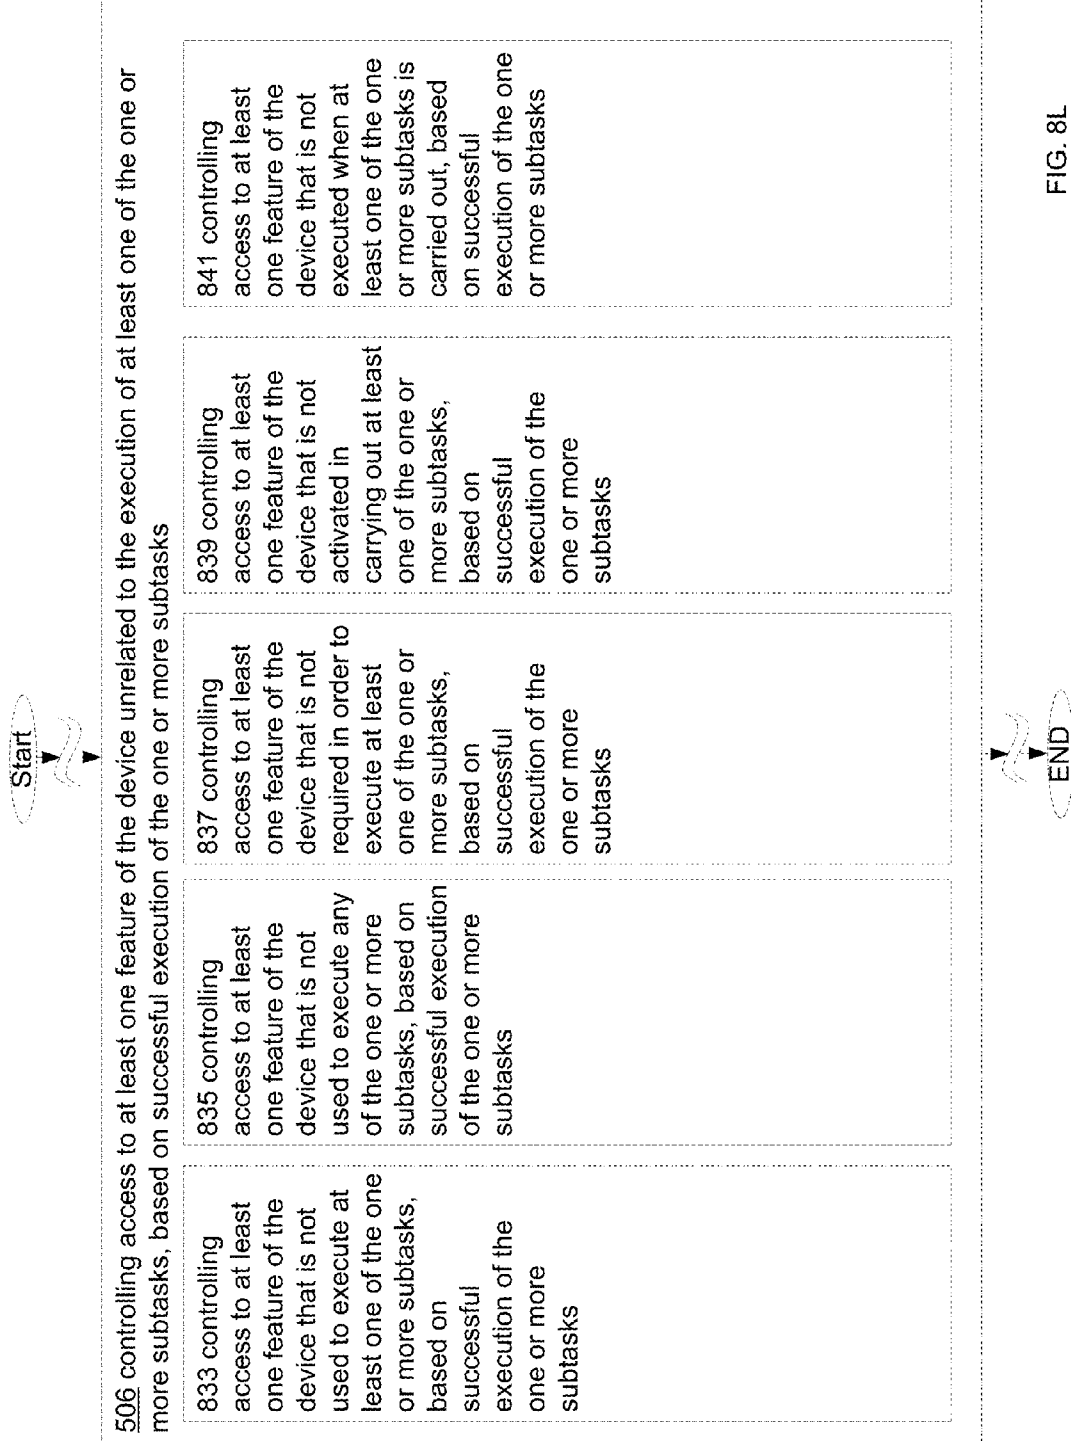 Start
506 controlling access to at least one feature of the device unrelated to the execution of at least one of the one or
more subtasks, based on successful execution of the one or more subtasks
833 controlling
access to at least
one feature of the
device that is not
used to execute at
least one of the one
or more subtasks,
based on
successful
execution of the
one or more
subtasks
835 controlling
access to at least
one feature of the
device that is not
used to execute any
of the one or more
subtasks, based on
successful execution
of the one or more
subtasks
837 controlling
access to at least
one feature of the
device that is not
required in order to
execute at least
one of the one or
more subtasks,
based on
successful
execution of the
one or more
subtasks
839 controlling
access to at least
one feature of the
device that is not
activated in
carrying out at least
one of the one or
more subtasks,
based on
successful
execution of the
one or more
subtasks
841 controlling
access to at least
one feature of the
device that is not
executed when at
least one of the one
or more subtasks is
carried out, based
on successful
execution of the one
or more subtasks
END
FIG. 8L